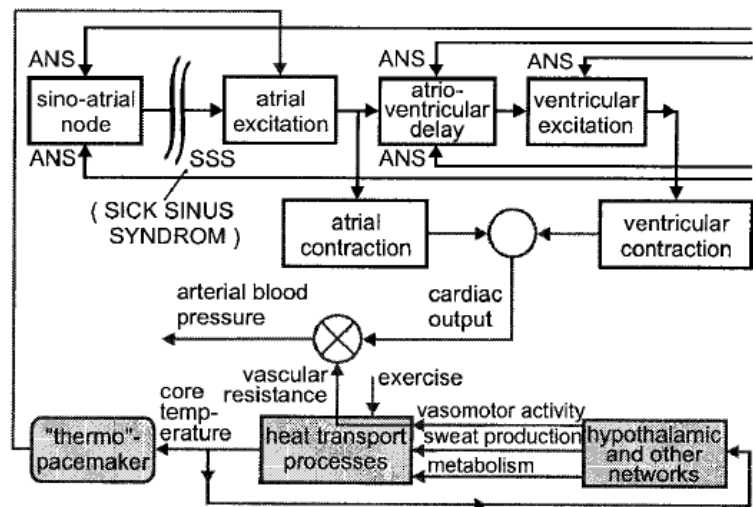 ANS
ANS
ANS
sino-atrial
node
atrial
excitation
atrio-
ventricular
delay
ventricular
excitation
ANS
SSS
ANS
( SICK SINUS
SYNDROM )
atrial
contraction
ventricular
contraction
arterial blood
pressure
cardiac
output
vascular
resistance
exercise
core
temp-
erature
vasomotor activity
"thermo"-
pacemaker
heat transport
processes
sweat production
metabolism
hypothalamic
and other
networks